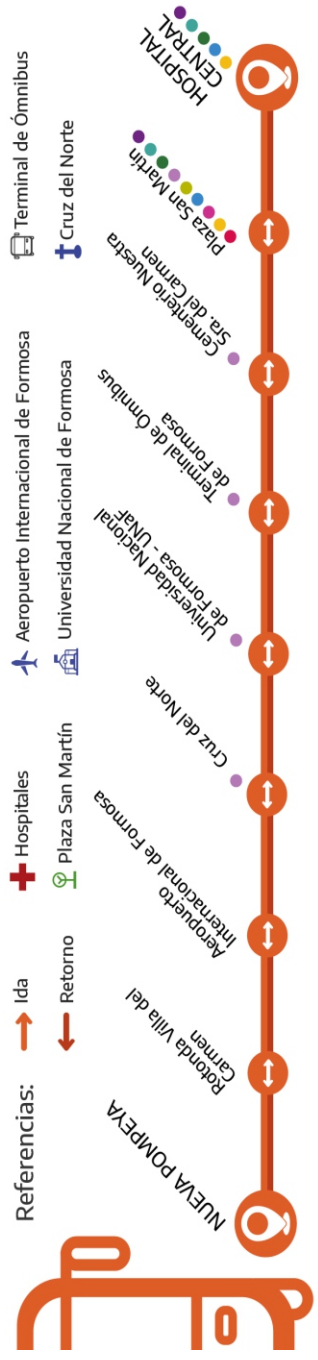 Referencias:
Ida
Retorno
Hospitales
Plaza San Martín
Aeropuerto Internacional de Formosa
Universidad Nacional de Formosa
Terminal de Ómnibus
Cruz del Norte
NUEVA POMPEYA
Rotonda Villa del
Carmen
Aeropuerto
Internacional de Formosa
Cruz del Norte
Universidad Nacional
de Formosa - UNaF
Terminal de Ómnibus
de Formosa
Cementerio Nuestra
Sra. del Carmen
Plaza San Martín
HOSPITAL
CENTRAL